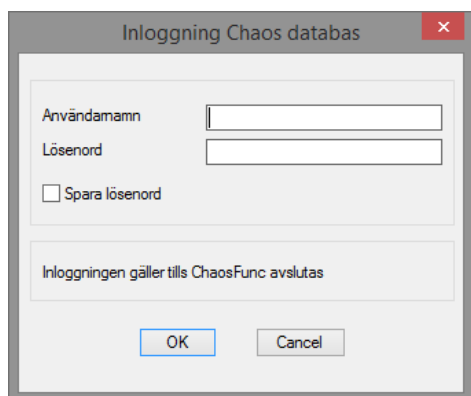 Inloggning Chaos databas
Användarnamn
Lösenord
Spara lösenord
Inloggningen gäller tills ChaosFunc avslutas
OK Cancel